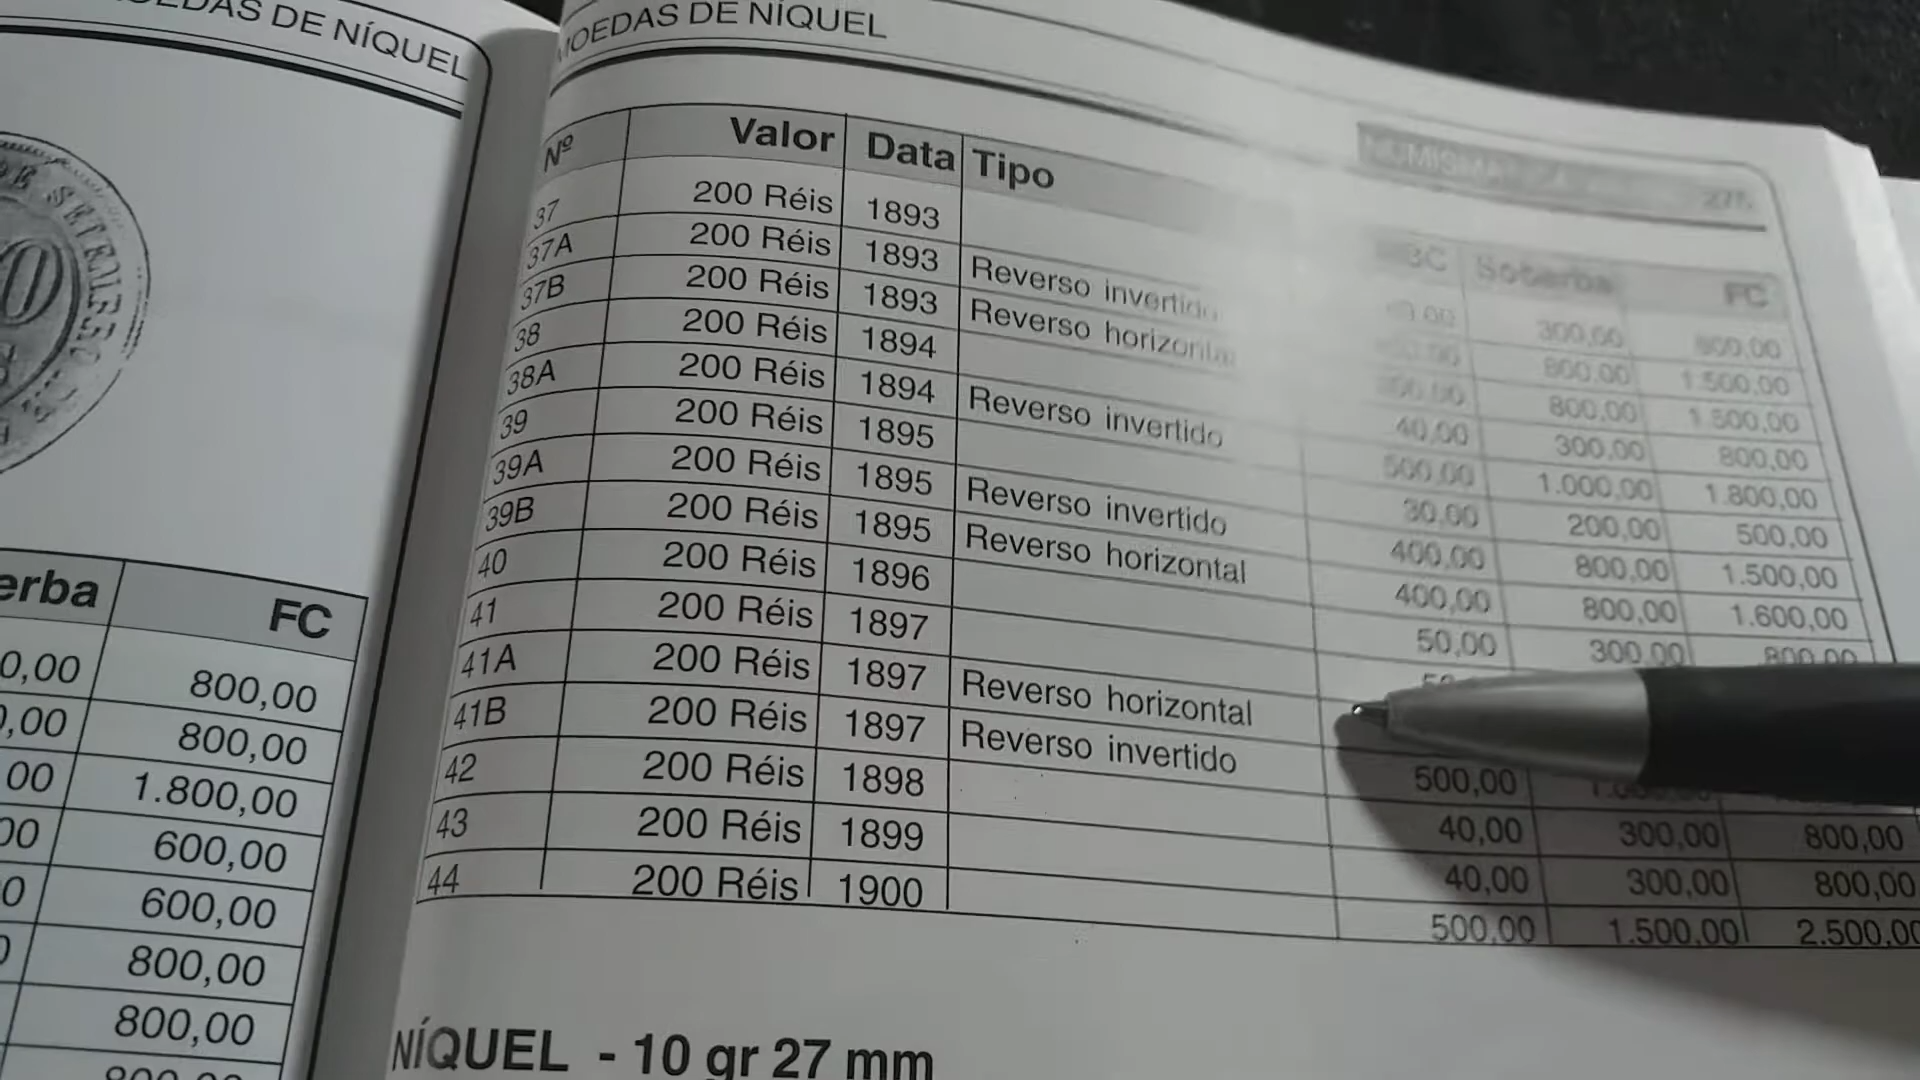 MOEDAS DE NÍQUEL
DE SETEMBRO
FC
800,00
800,00
1.800,00
600,00
600,00
800,00
800,00
MOEDAS DE NÍQUEL
Nº Valor Data Tipo Soberba FC
37 200 Réis 1893 300,00 800,00
37A 200 Réis 1893 Reverso invertido 800,00 1.500,00
37B 200 Réis 1893 Reverso horizontal 800,00
38 200 Réis 1894 40,00 300,00 800,00
38A 200 Réis 1894 Reverso invertido 500,00 1.000,00 1.800,00
39 200 Réis 1895 30,00 200,00 500,00
39A 200 Réis 1895 Reverso invertido 400,00 800,00 1.500,00
39B 200 Réis 1895 Reverso horizontal 400,00 800,00 1.600,00
40 200 Réis 1896 50,00 300,00 800,00
41 200 Réis 1897
41A 200 Réis 1897 Reverso horizontal
41B 200 Réis 1897 Reverso invertido 500,00
42 200 Réis 1898 40,00 300,00 800,00
43 200 Réis 1899 40,00 300,00 800,00
44 200 Réis 1900 500,00 1.500,00 2.500,00
NÍQUEL - 10 gr 27 mm